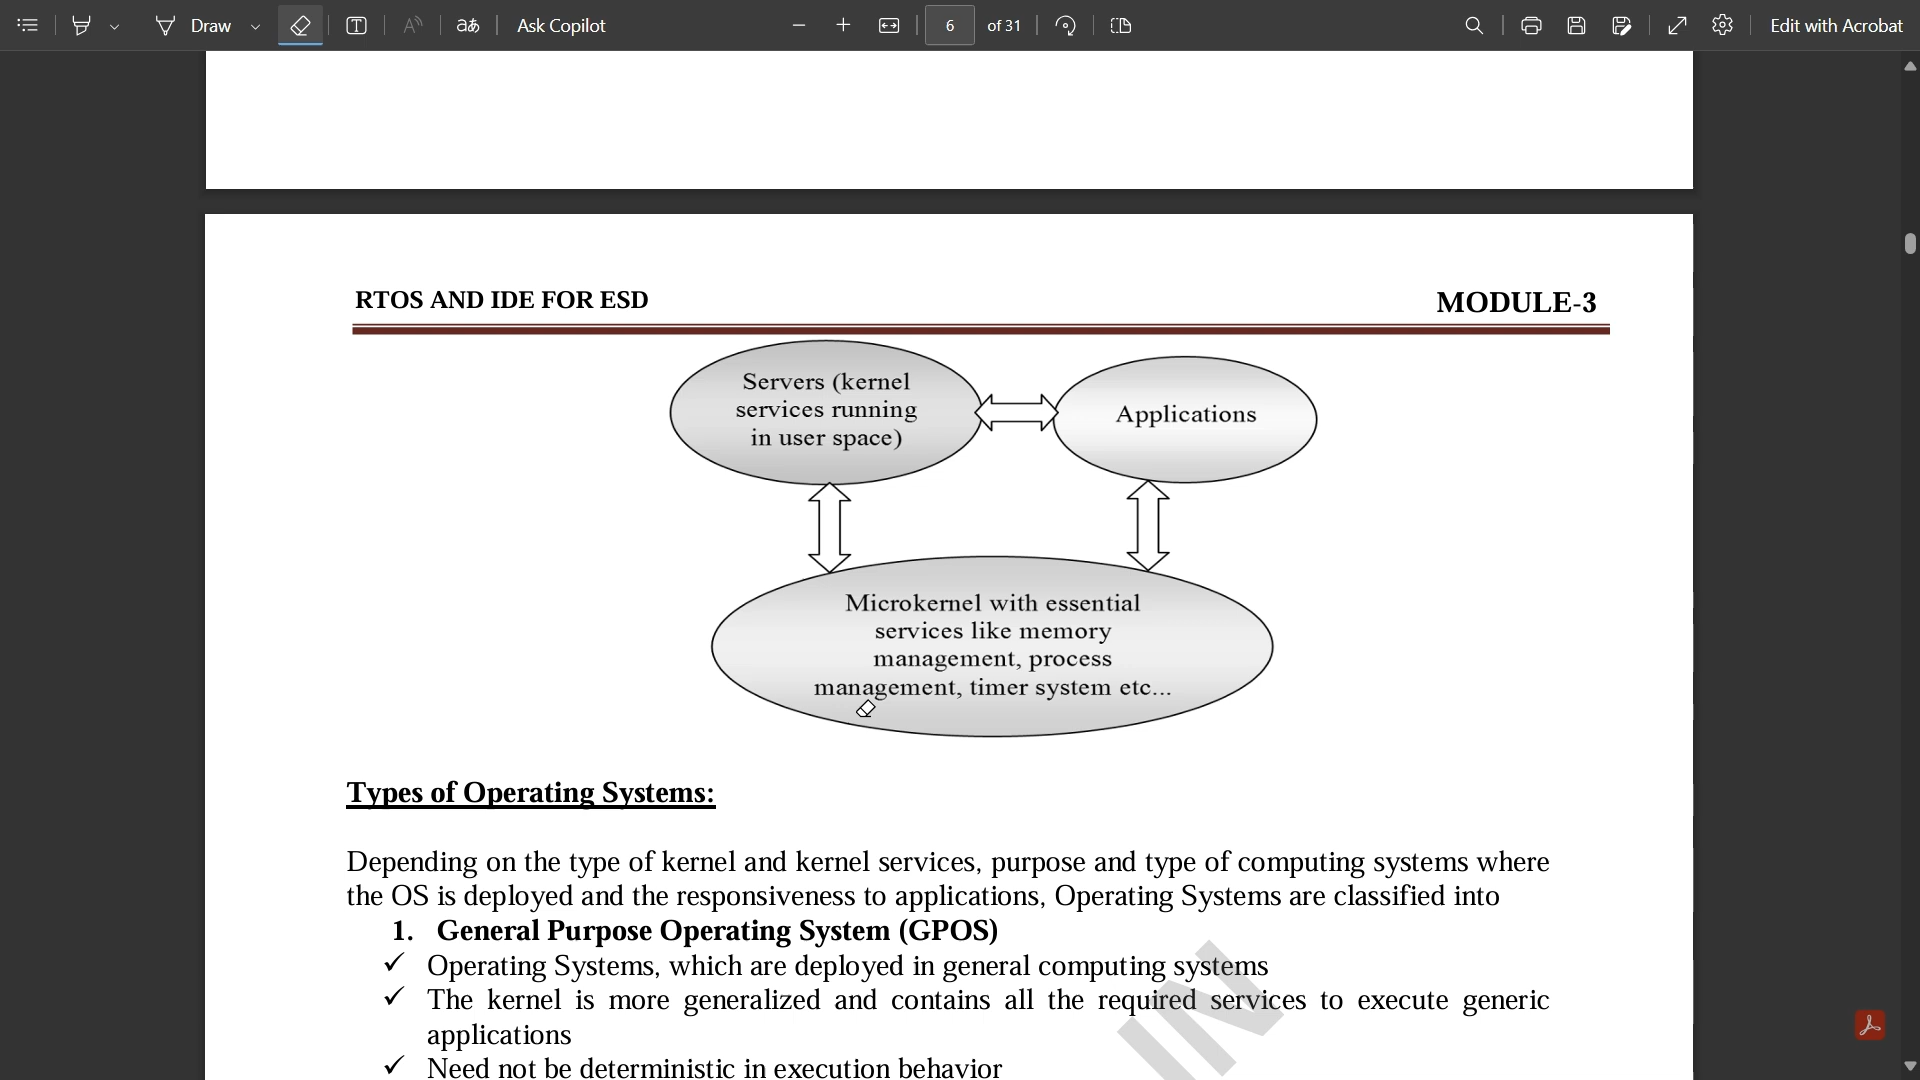 Draw
aあ
Ask Copilot
6 of 31
Edit with Acrobat
RTOS AND IDE FOR ESD
MODULE-3
Servers (kernel
services running
in user space)
Applications
Microkernel with essential
services like memory
management, process
management, timer system etc...
Types of Operating Systems:
Depending on the type of kernel and kernel services, purpose and type of computing systems where
the OS is deployed and the responsiveness to applications, Operating Systems are classified into
1. General Purpose Operating System (GPOS)
✓ Operating Systems, which are deployed in general computing systems
✓ The kernel is more generalized and contains all the required services to execute generic
applications
✓ Need not be deterministic in execution behavior
IN